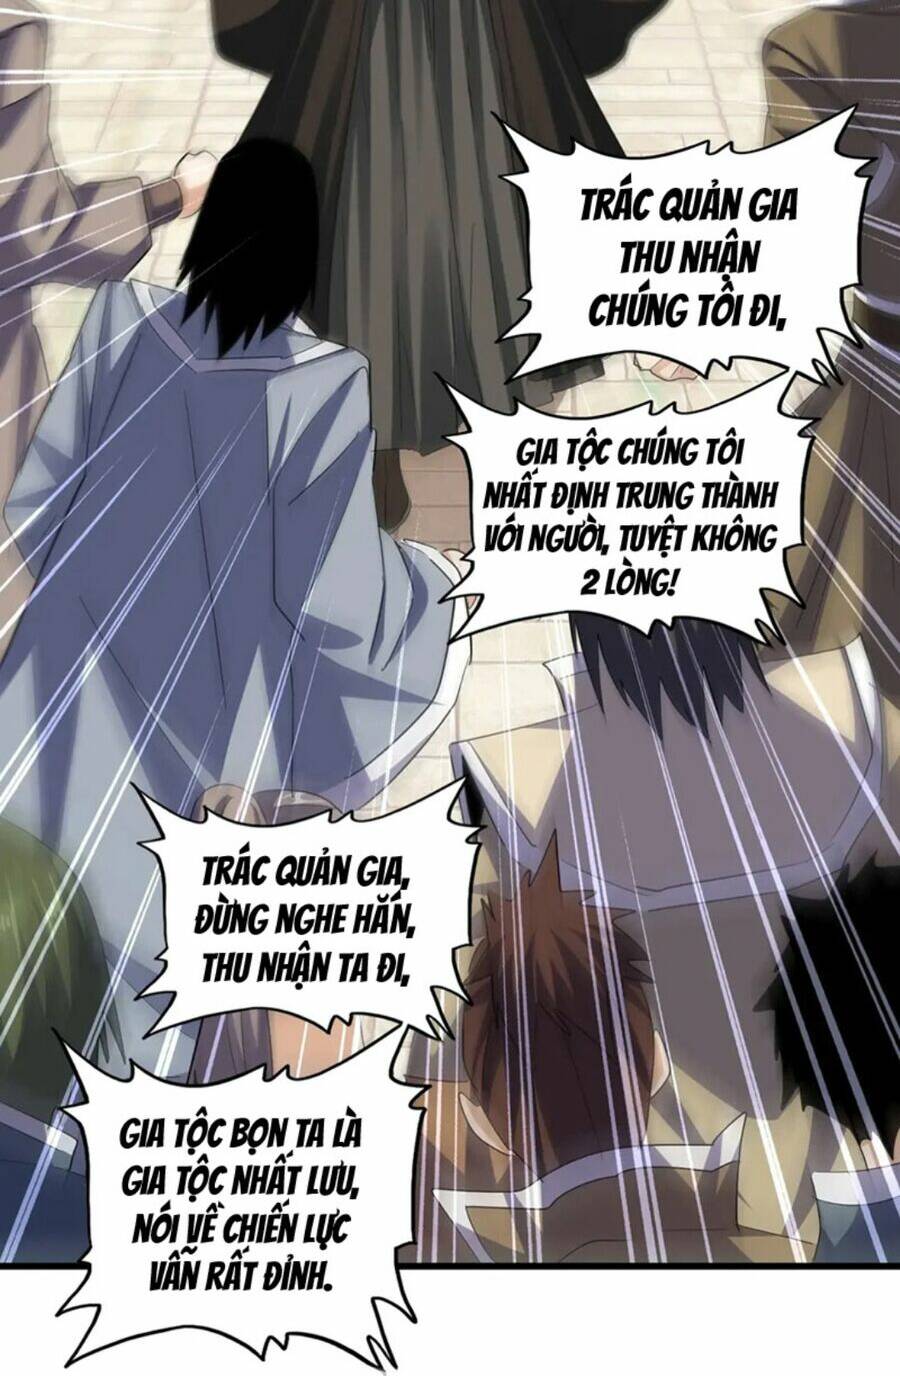 TRÁC QUẢN GIA
THU NHẬN
CHÚNG TÔI ĐI,
GIA TỘC CHÚNG TÔI
NHẤT ĐỊNH TRUNG THÀNH
VỚI NGƯỜI, TUYỆT KHÔNG
2 LÒNG!
TRÁC QUẢN GIA,
ĐỪNG NGHE HẮN,
THU NHẬN TA ĐI,
GIA TỘC BỌN TA LÀ
GIA TỘC NHẤT LƯU,
NÓI VỀ CHIẾN LỰC
VẪN RẤT ĐỈNH.